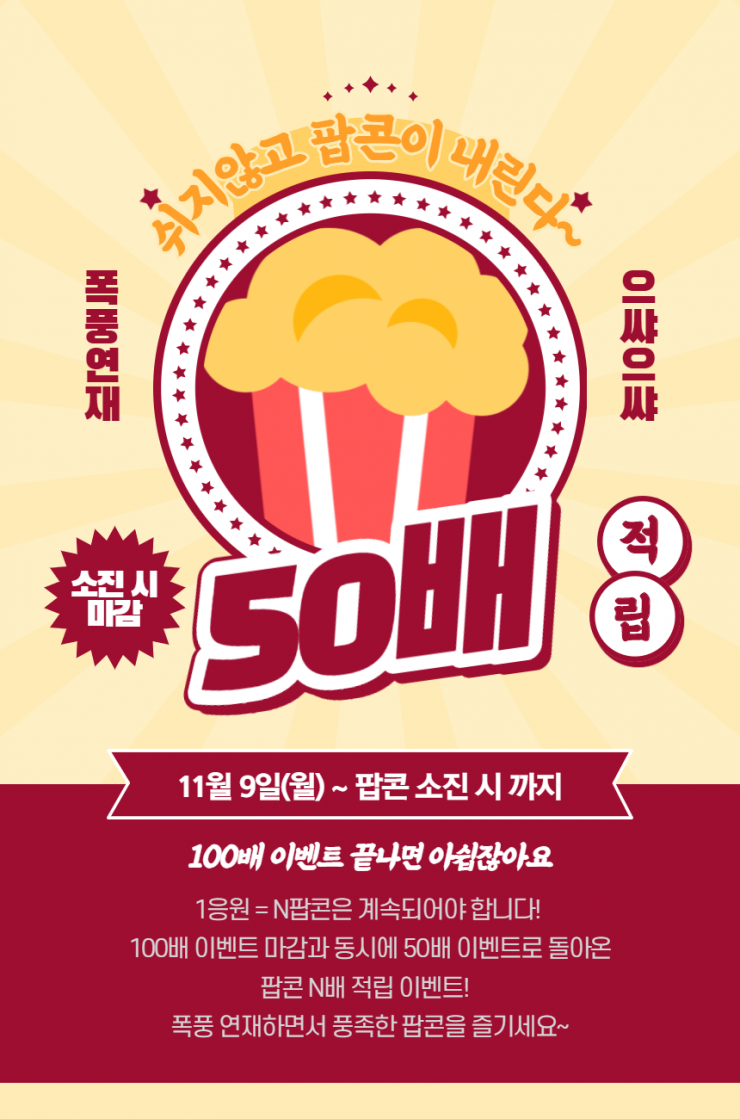 쉬지않고 팝콘이 내린다~
폭풍연재
으쌰으쌰
소진 시
마감
50배
적
립
11월 9일(월) ~ 팝콘 소진 시 까지
100배 이벤트 끝나면 아쉽잖아요
1응원 = N팝콘은 계속되어야 합니다!
100배 이벤트 마감과 동시에 50배 이벤트로 돌아온
팝콘 N배 적립 이벤트!
폭풍 연재하면서 풍족한 팝콘을 즐기세요~